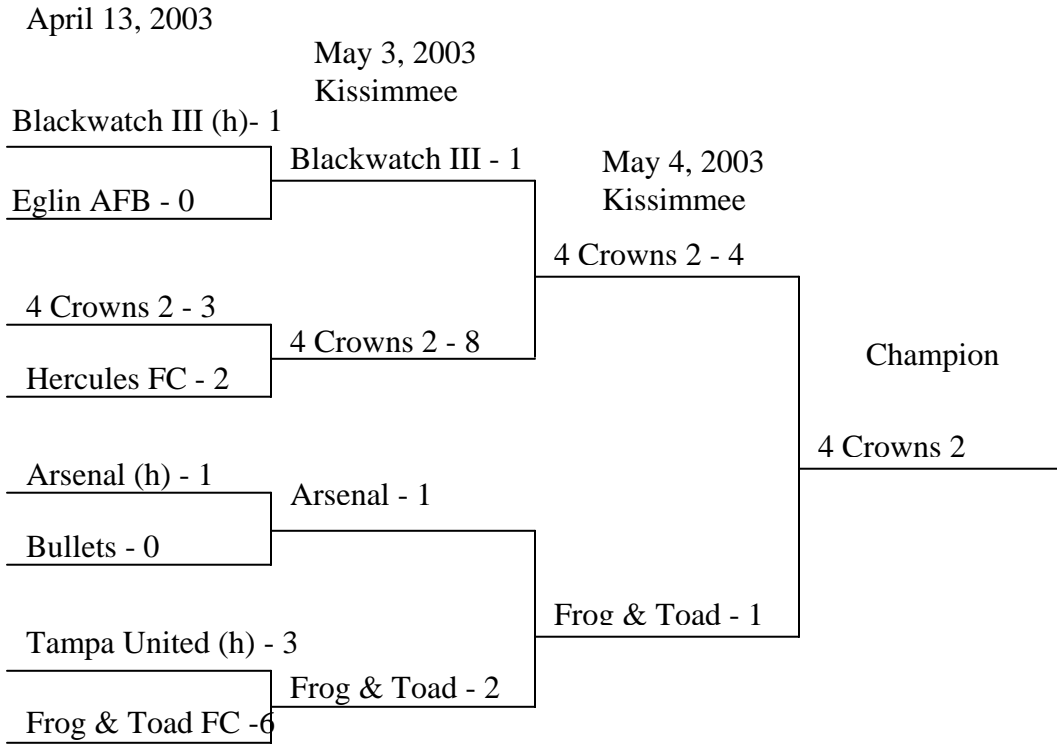 April 13, 2003
May 3, 2003
Kissimmee
Blackwatch III (h)- 1
Blackwatch III - 1
May 4, 2003
Kissimmee
Eglin AFB - 0
4 Crowns 2 - 4
4 Crowns 2 - 3
4 Crowns 2 - 8
Champion
Hercules FC - 2
4 Crowns 2
Arsenal (h) - 1
Arsenal - 1
Bullets - 0
Frog & Toad - 1
Tampa United (h) - 3
Frog & Toad - 2
Frog & Toad FC -6